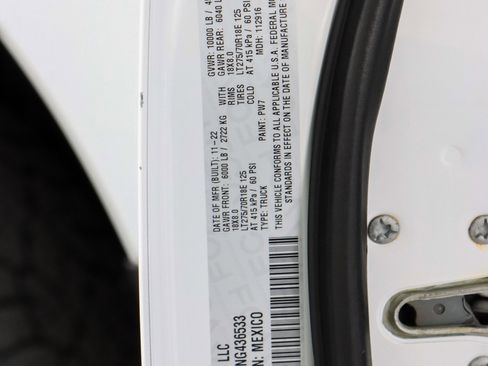 LLC
DATE OF MFR (BUILT): 11-22
GVWR: 10000 LB /
GAWR FRONT: 6000 LB / 2722 KG
WITH
GAWR REAR: 6040
18X8.0
RIMS
18X8.0
LT275/70R18E 125
TIRES
LT275/70R18E 125
AT 415 kPa / 60 PSI
COLD
AT 415 kPa / 60 PSI
TYPE: TRUCK
PAINT: PW7
MDH: 112916
THIS VEHICLE CONFORMS TO ALL APPLICABLE U.S.A. FEDERAL
STANDARDS IN EFFECT ON THE DATE OF MANUFACTURE
NG436533
MEXICO